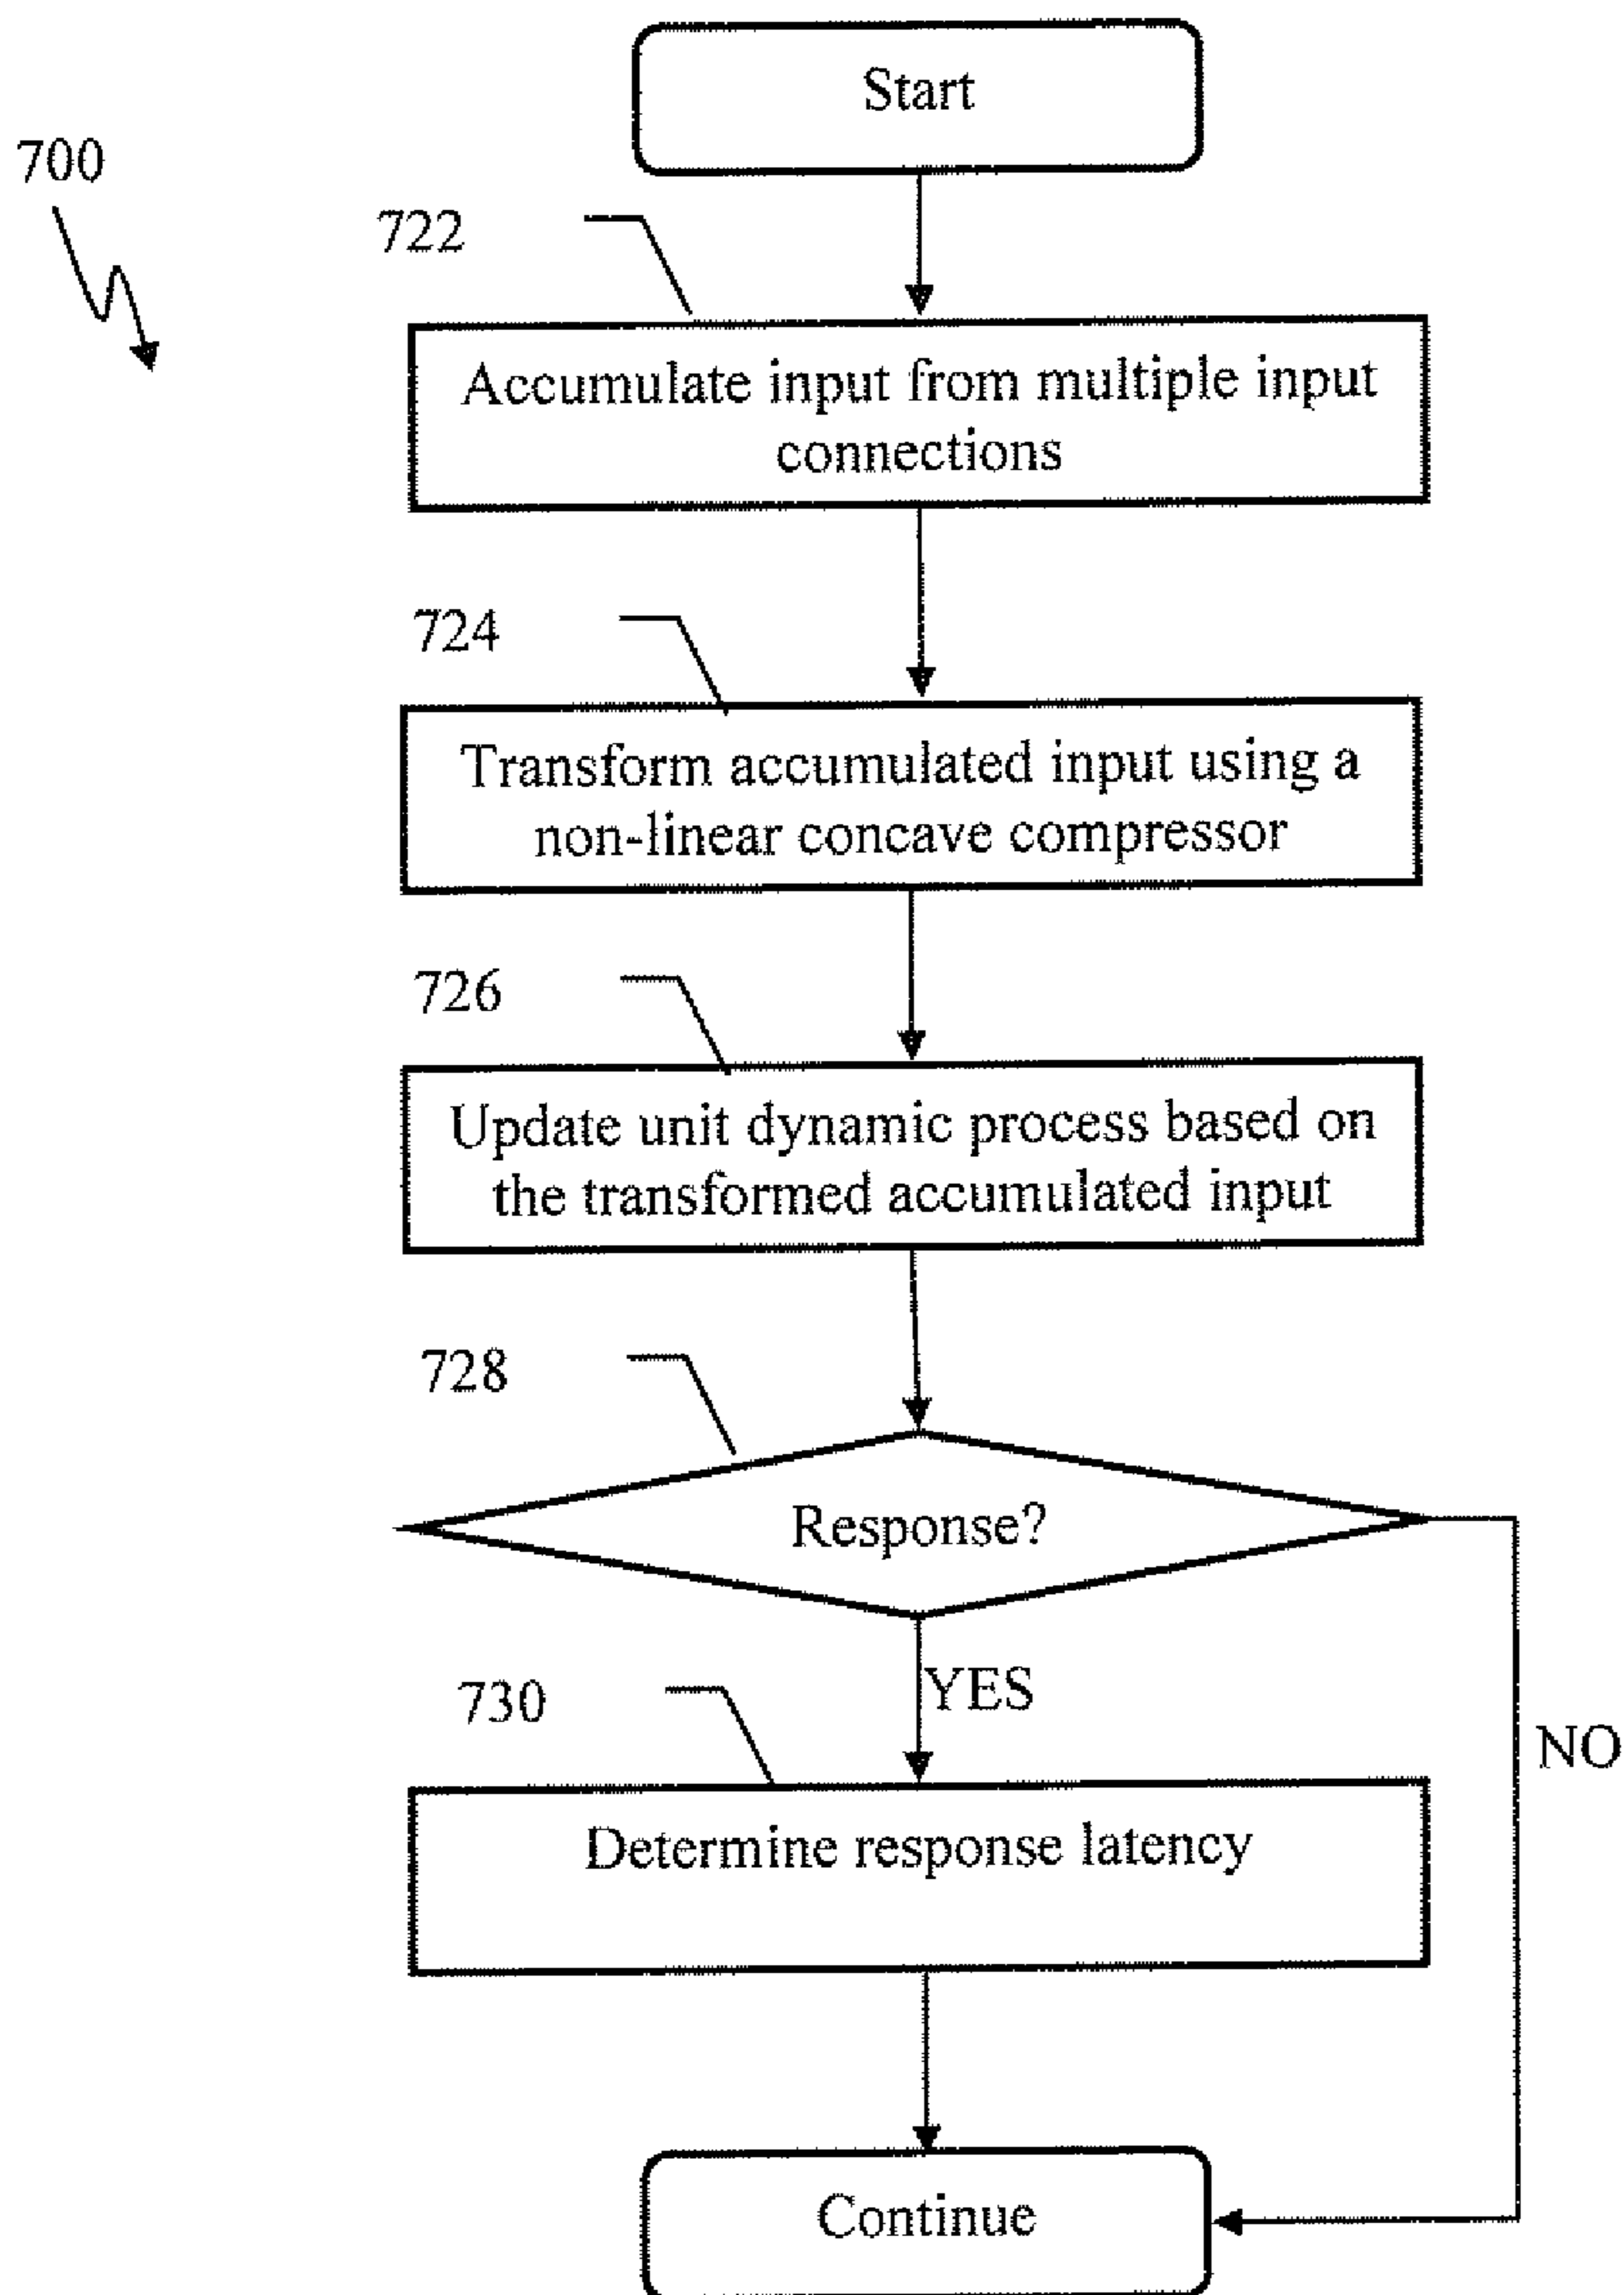 Start
700
722
Accumulate input from multiple input
connections
724
Transform accumulated input using a
non-linear concave compressor
726
Update unit dynamic process based on
the transformed accumulated input
728
Response?
YES
730
NO
Determine response latency
Continue